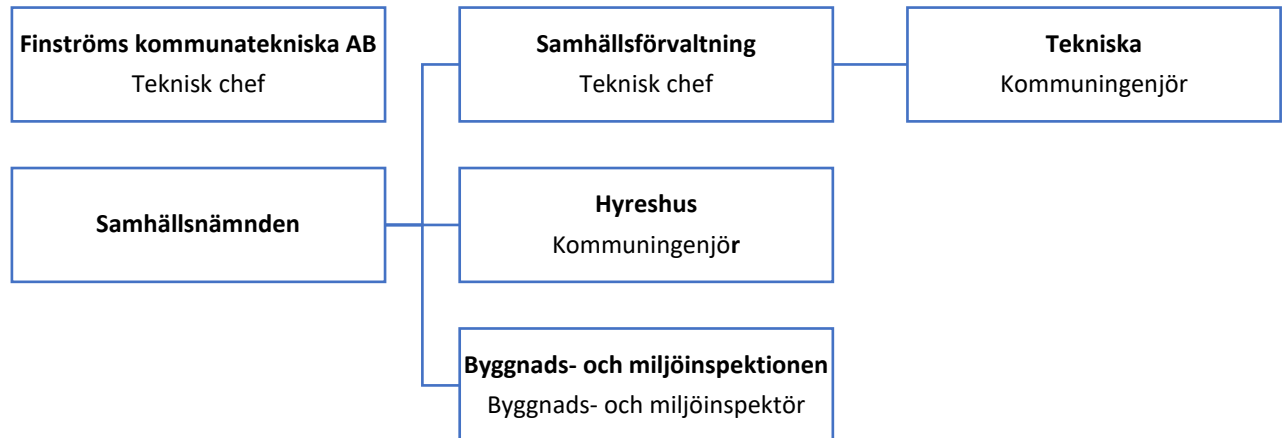 Finströms kommunatekniska AB
Teknisk chef
Samhällsförvaltning
Teknisk chef
Tekniska
Kommuningenjör
Samhällsnämnden
Hyreshus
Kommuningenjör
Byggnads- och miljöinspektionen
Byggnads- och miljöinspektör